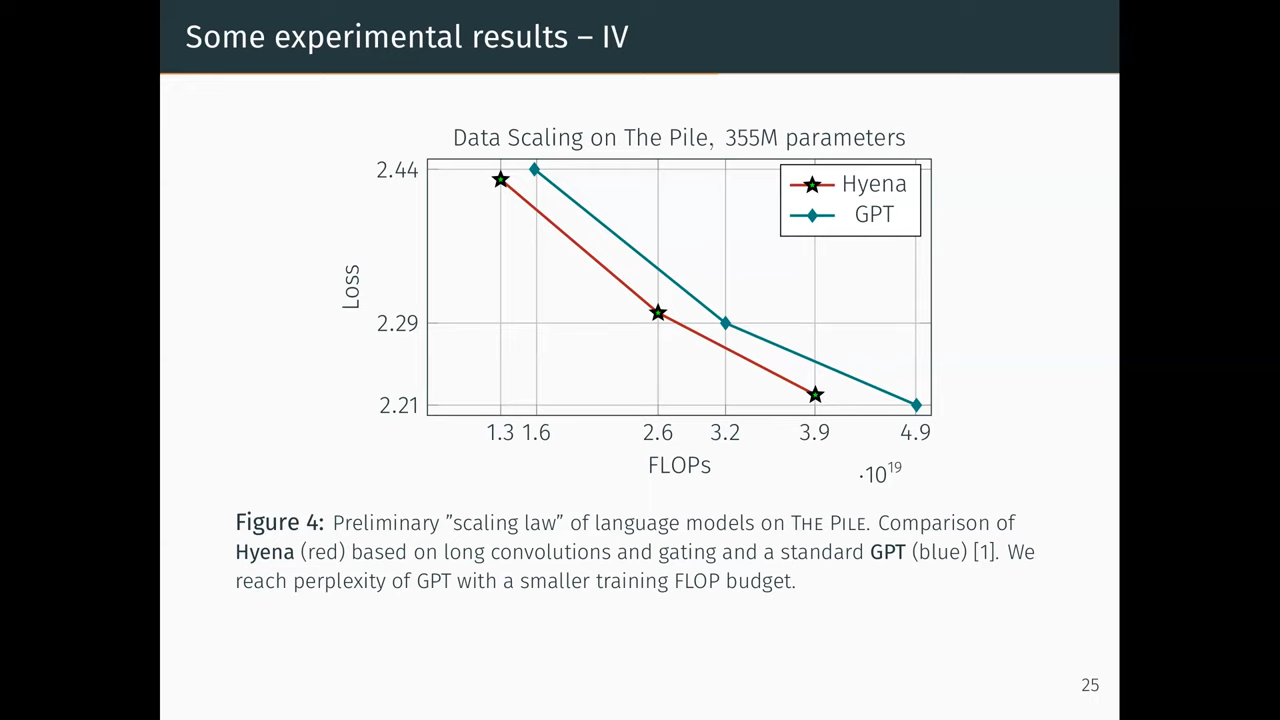 Some experimental results – IV
Data Scaling on The Pile, 355M parameters
2.44
2.29
2.21
Loss
Hyena
GPT
1.3 1.6 2.6 3.2 3.9 4.9
FLOPs
·10¹⁹
Figure 4: Preliminary ”scaling law” of language models on THE PILE. Comparison of
Hyena (red) based on long convolutions and gating and a standard GPT (blue) [1]. We
reach perplexity of GPT with a smaller training FLOP budget.
25